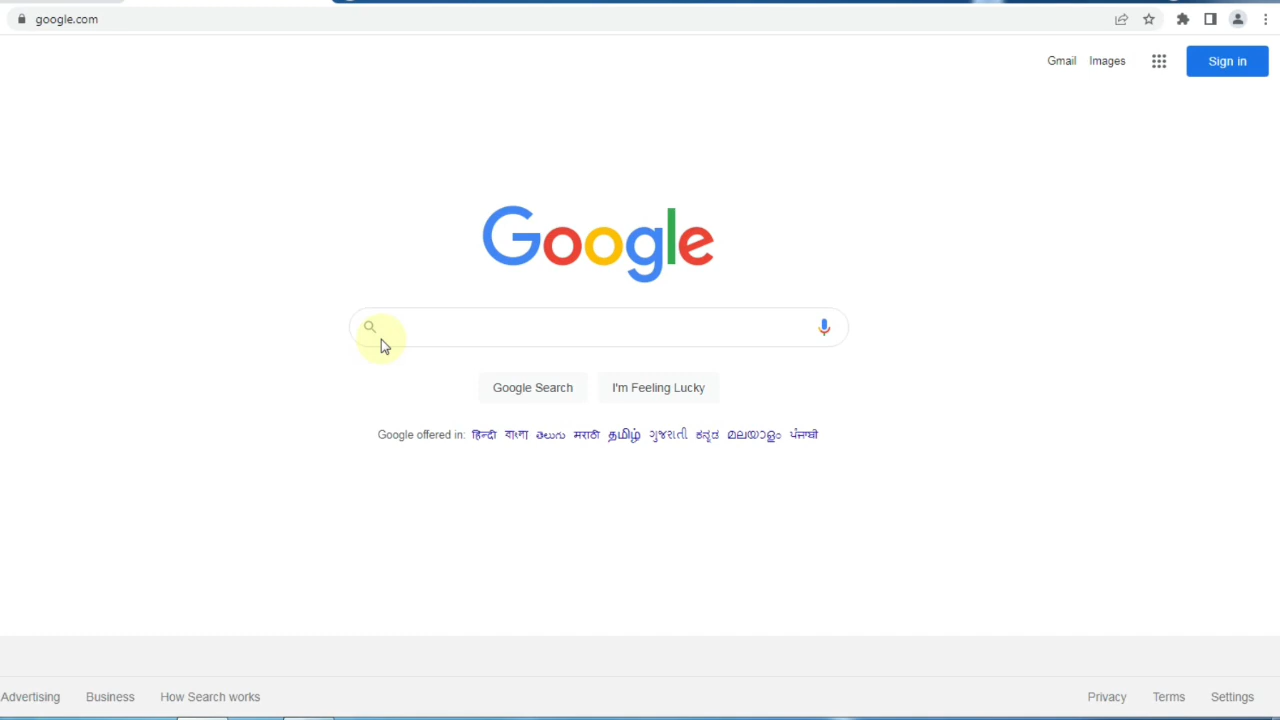 google.com
Gmail Images Sign in
Google
Google Search I'm Feeling Lucky
Google offered in: हिन्दी বাংলা తెలుగు मराठी தமிழ் ગુજરાતી ಕನ್ನಡ മലയാളം ਪੰਜਾਬੀ
Advertising Business How Search works Privacy Terms Settings